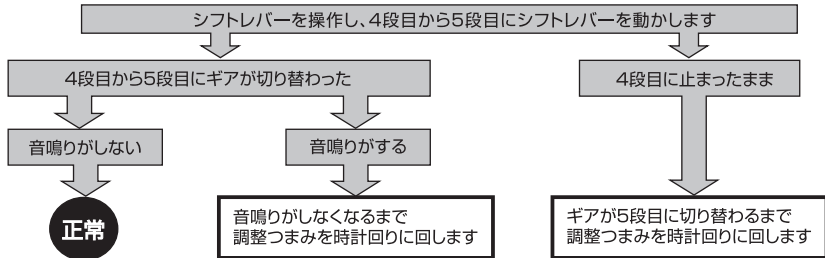 シフトレバーを操作し、4段目から5段目にシフトレバーを動かします
4段目から5段目にギアが切り替わった
4段目に止まったまま
音鳴りがしない
音鳴りがする
正常
音鳴りがしなくなるまで
調整つまみを時計回りに回します
ギアが5段目に切り替わるまで
調整つまみを時計回りに回します